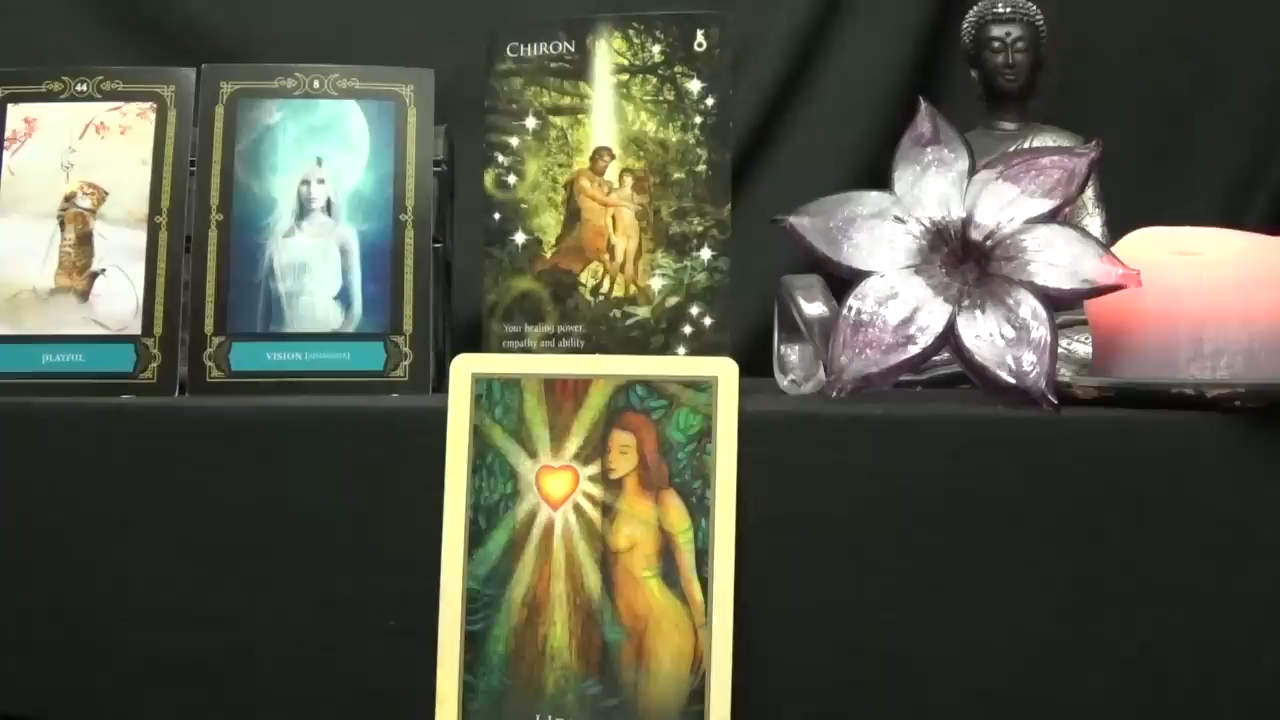 44
PLAYFUL
8
VISION
CHIRON
Your healing power,
empathy and ability